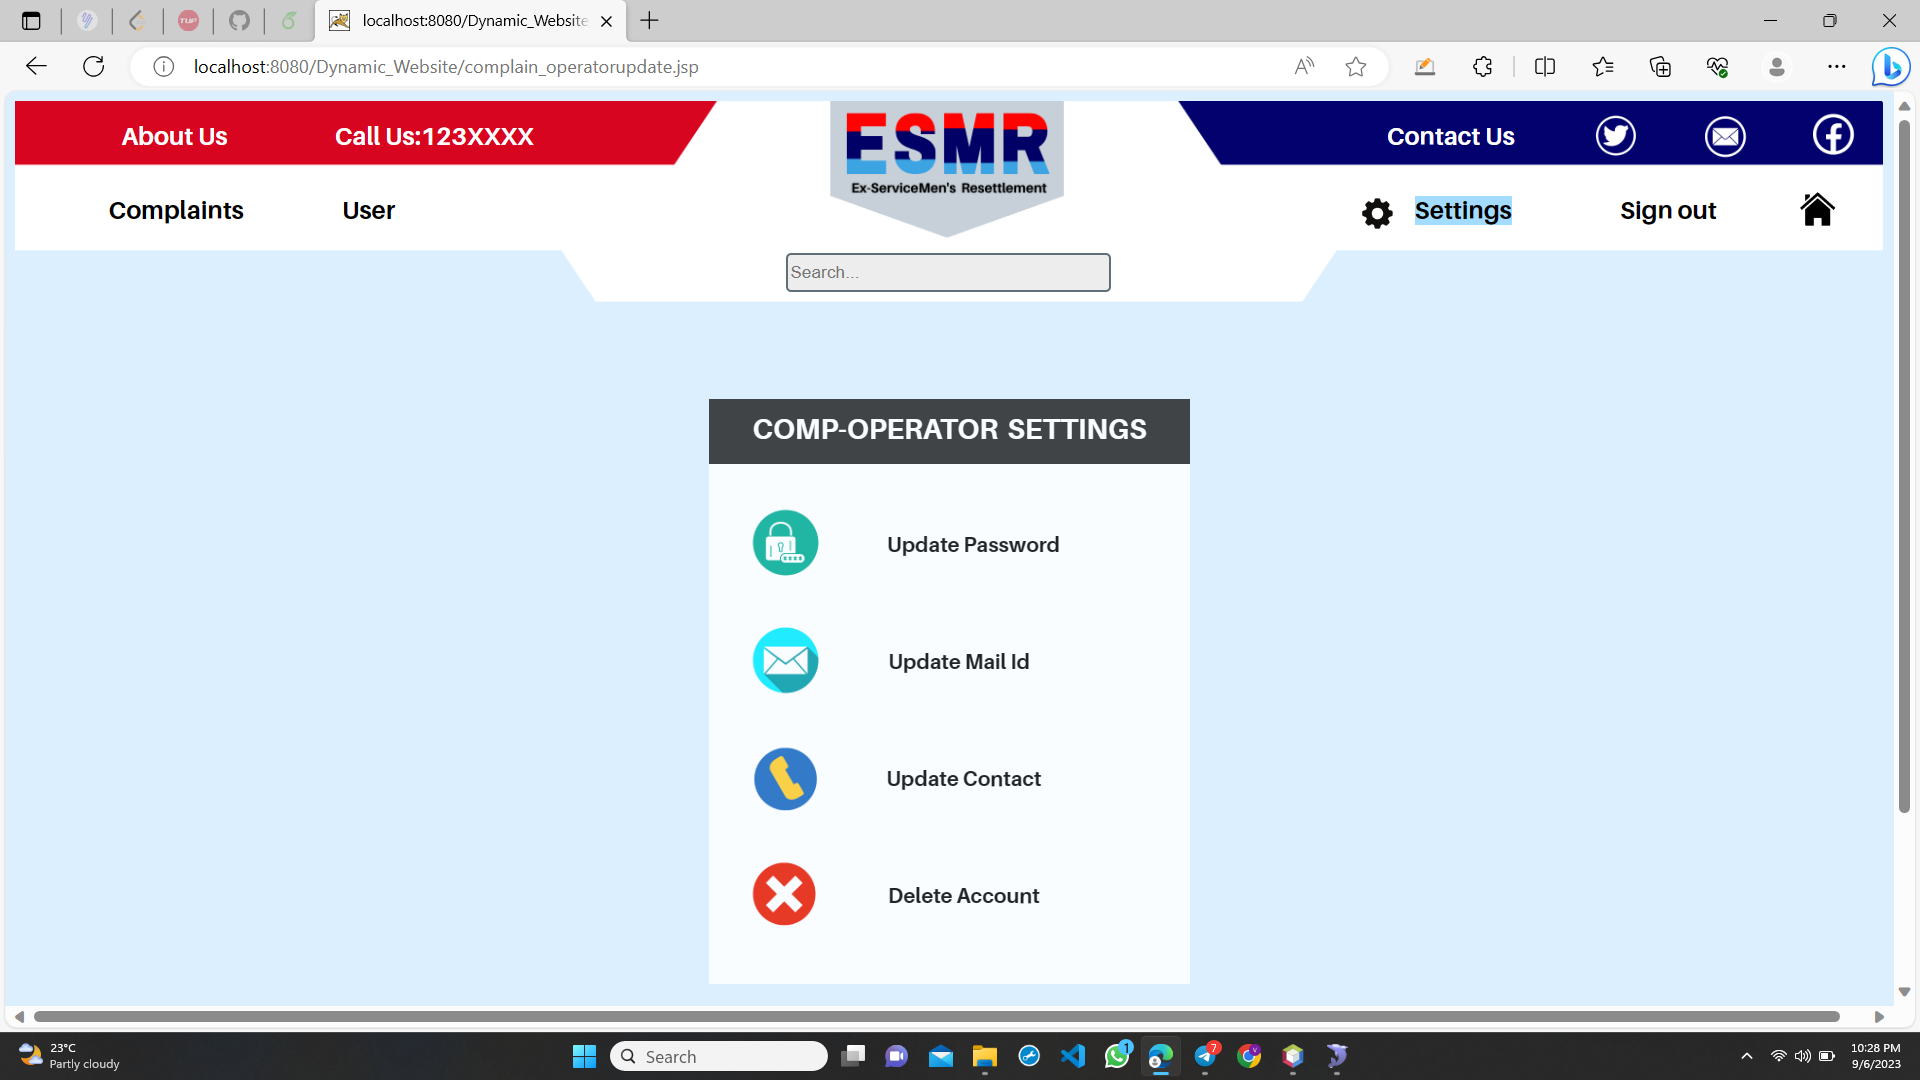 localhost:8080/Dynamic_Website
localhost:8080/Dynamic_Website/complain_operatorupdate.jsp
About Us
Call Us:123XXXX
ESMR
Ex-ServiceMen's Resettlement
Contact Us
Complaints
User
Settings
Sign out
Search...
COMP-OPERATOR SETTINGS
Update Password
Update Mail Id
Update Contact
Delete Account
23°C
Partly cloudy
Search
1
7
10:28 PM
9/6/2023